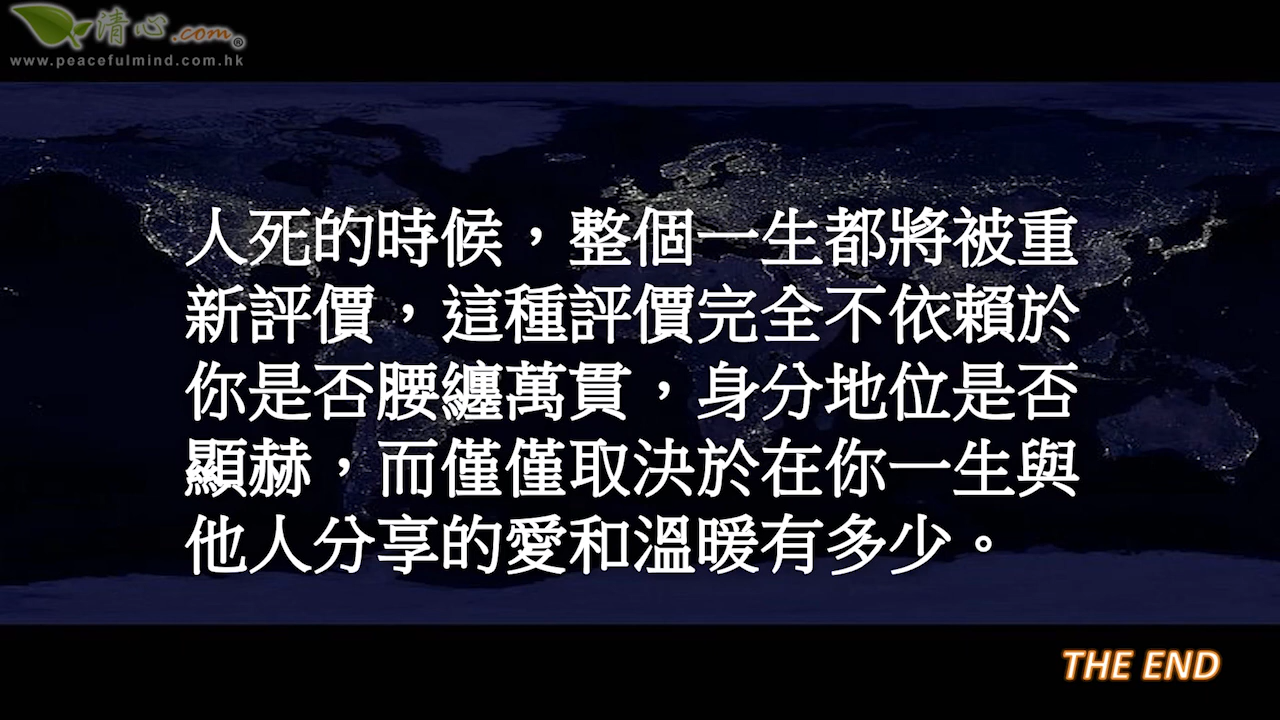 清心.com®
www.peacefulmind.com.hk
人死的時候，整個一生都將被重
新評價，這種評價完全不依賴於
你是否腰纏萬貫，身分地位是否
顯赫，而僅僅取決於在你一生與
他人分享的愛和溫暖有多少。
THE END